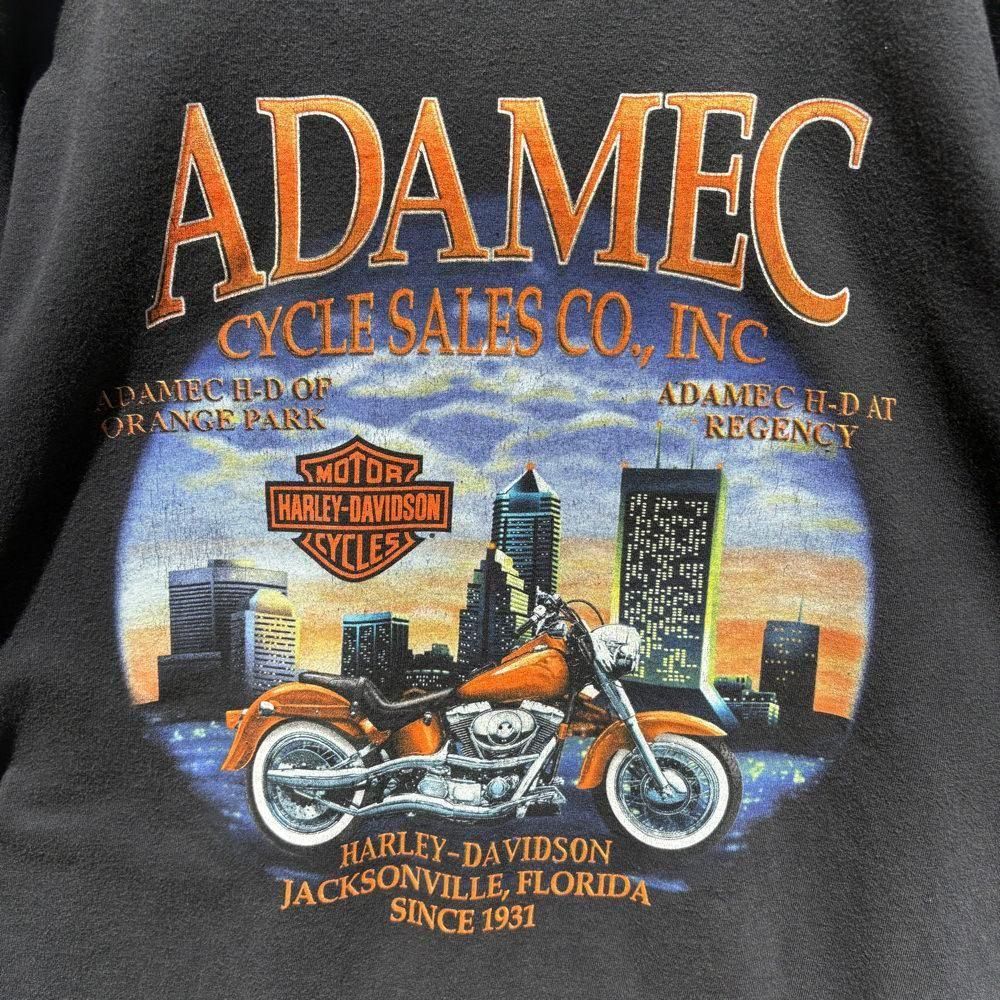 ADAMEC
CYCLE SALES CO., INC
ADAMEC H-D OF
ORANGE PARK
ADAMEC H-D AT
REGENCY
MOTOR
HARLEY-DAVIDSON
CYCLES
HARLEY-DAVIDSON
JACKSONVILLE, FLORIDA
SINCE 1931